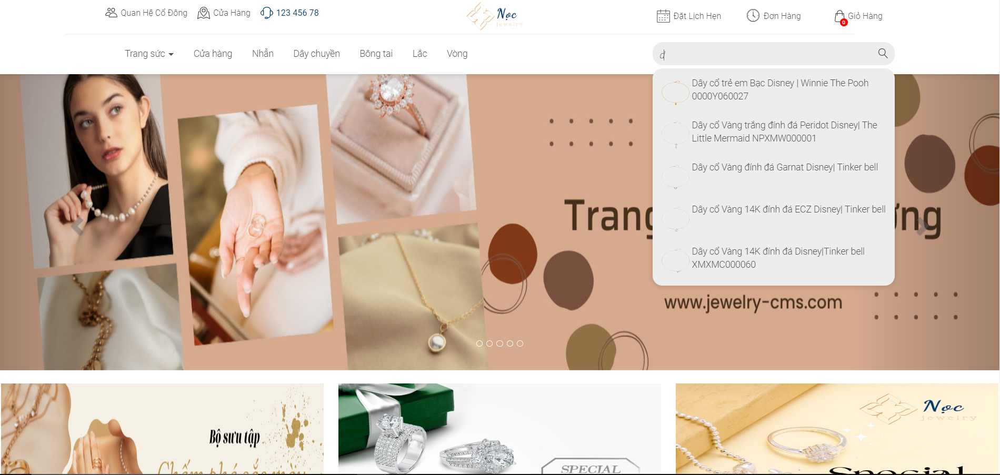 Quan Hệ Cổ Đông
Cửa Hàng
123 456 78
Nọc
jewelry
Đặt Lịch Hẹn
Đơn Hàng
0
Giỏ Hàng
Trang sức
Cửa hàng
Nhẫn
Dây chuyền
Bông tai
Lắc
Vòng
d
Dây cổ trẻ em Bạc Disney | Winnie The Pooh
0000Y060027
Dây cổ Vàng trắng đính đá Peridot Disney| The
Little Mermaid NPXMW000001
Dây cổ Vàng đính đá Garnat Disney| Tinker bell
Dây cổ Vàng 14K đính đá ECZ Disney| Tinker bell
Dây cổ Vàng 14K đính đá Disney|Tinker bell
XMXMC000060
Trang
www.jewelry-cms.com
Bộ sưu tập
SPECIAL
Nọc
jewelry
Special